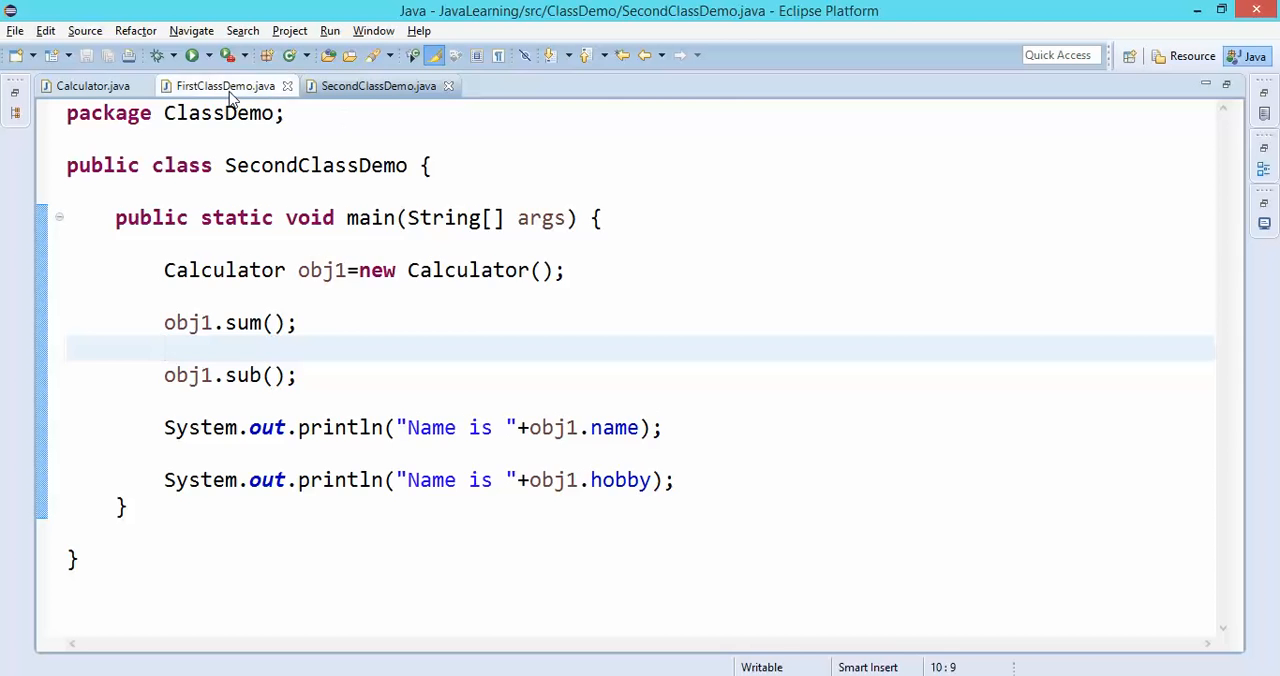 Java - JavaLearning/src/ClassDemo/SecondClassDemo.java - Eclipse Platform
File Edit Source Refactor Navigate Search Project Run Window Help
Quick Access Resource Java
Calculator.java FirstClassDemo.java SecondClassDemo.java
package ClassDemo;
public class SecondClassDemo {
public static void main(String[] args) {
Calculator obj1=new Calculator();
obj1.sum();
obj1.sub();
System.out.println("Name is "+obj1.name);
System.out.println("Name is "+obj1.hobby);
}
}
Writable Smart Insert 10:9